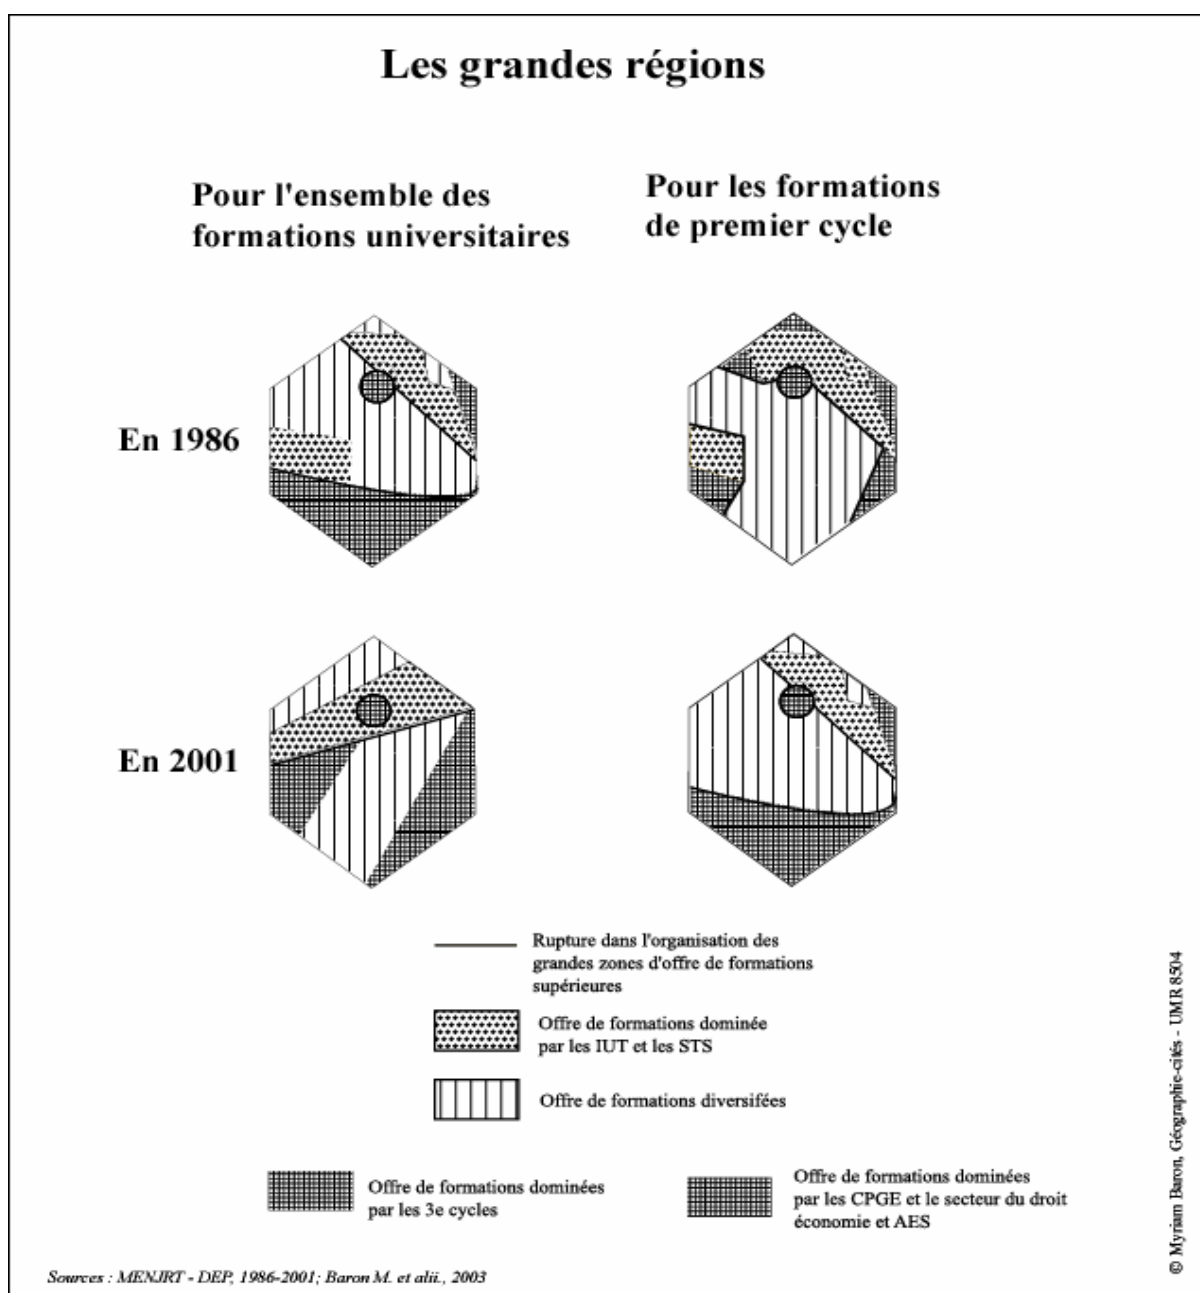 Les grandes régions
Pour l'ensemble des
formations universitaires
Pour les formations
de premier cycle
En 1986
En 2001
Rupture dans l'organisation des
grandes zones d'offre de formations
supérieures
Offre de formations dominée
par les IUT et les STS
Offre de formations diversifées
Offre de formations dominées
par les 3e cycles
Offre de formations dominées
par les CPGE et le secteur du droit
économie et AES
Sources : MENJRT - DEP, 1986-2001; Baron M. et alii., 2003
© Myriam Baron, Géographie-cités - UMR 8504